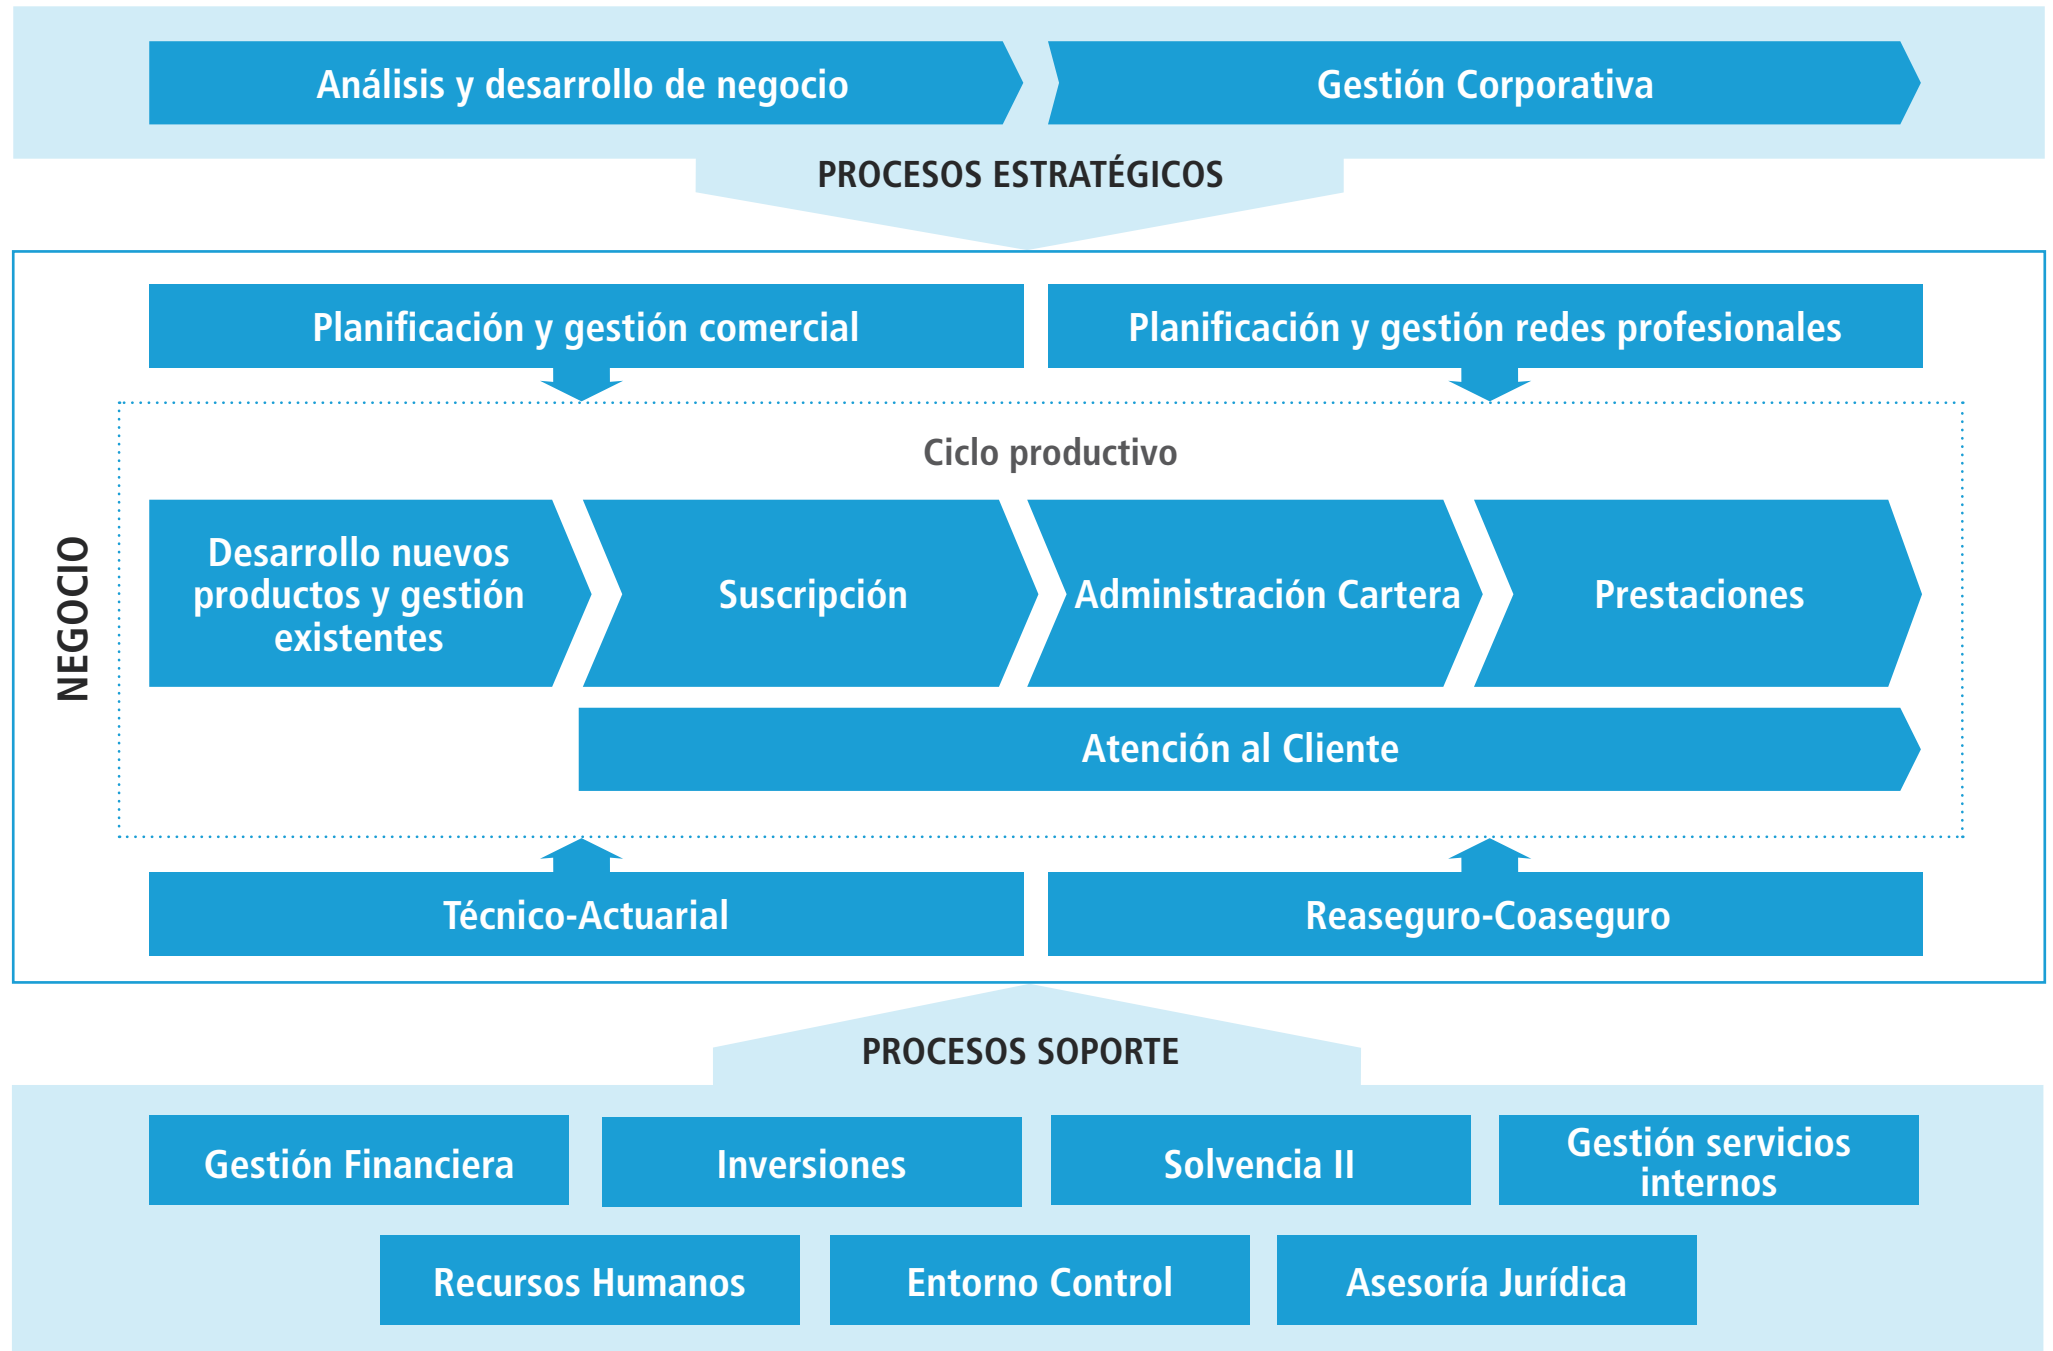 Análisis y desarrollo de negocio
Gestión Corporativa
PROCESOS ESTRATÉGICOS
Planificación y gestión comercial
Planificación y gestión redes profesionales
NEGOCIO
Ciclo productivo
Desarrollo nuevos
productos y gestión
existentes
Suscripción
Administración Cartera
Prestaciones
Atención al Cliente
Técnico-Actuarial
Reaseguro-Coaseguro
PROCESOS SOPORTE
Gestión Financiera
Inversiones
Solvencia II
Gestión servicios
internos
Recursos Humanos
Entorno Control
Asesoría Jurídica